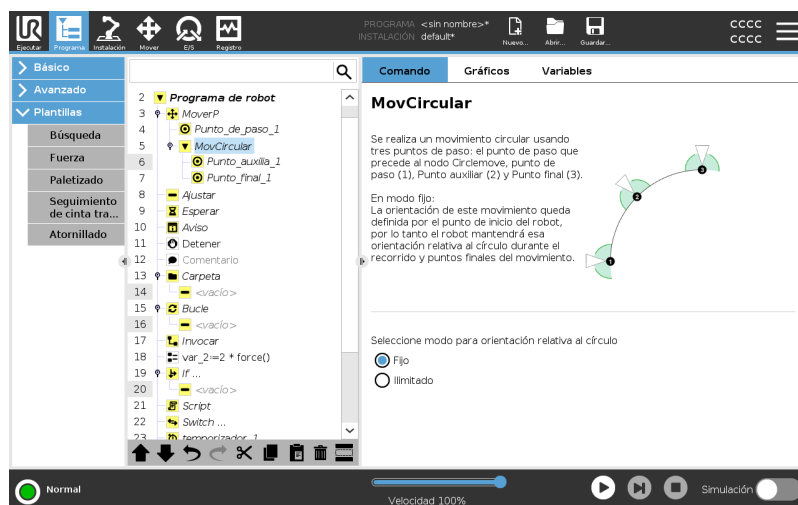 PROGRAMA <sin nombre>*
INSTALACIÓN default*
Ejecutar
Programa
Instalación
Mover
E/S
Registro
Nuevo...
Abrir...
Guardar...
CCCC
CCCC
Básico
Avanzado
Plantillas
Búsqueda
Fuerza
Paletizado
Seguimiento
de cinta tra...
Atornillado
2 Programa de robot
3 MoverP
4 Punto_de_paso_1
5 MovCircular
6 Punto_auxilia_1
7 Punto_final_1
8 Ajustar
9 Esperar
10 Aviso
11 Detener
12 Comentario
13 Carpeta
14 <vacío>
15 Bucle
16 <vacío>
17 Invocar
18 var_2:=2 * force()
19 If ...
20 <vacío>
21 Script
22 Switch ...
23 temporizador_1
Comando
Gráficos
Variables
MovCircular
Se realiza un movimiento circular usando
tres puntos de paso: el punto de paso que
precede al nodo Circlemove, punto de
paso (1), Punto auxiliar (2) y Punto final (3).
En modo fijo:
La orientación de este movimiento queda
definida por el punto de inicio del robot,
por lo tanto el robot mantendrá esa
orientación relativa al círculo durante el
recorrido y puntos finales del movimiento.
3
2
1
Seleccione modo para orientación relativa al círculo
Fijo
Ilimitado
Normal
Velocidad 100%
Simulación